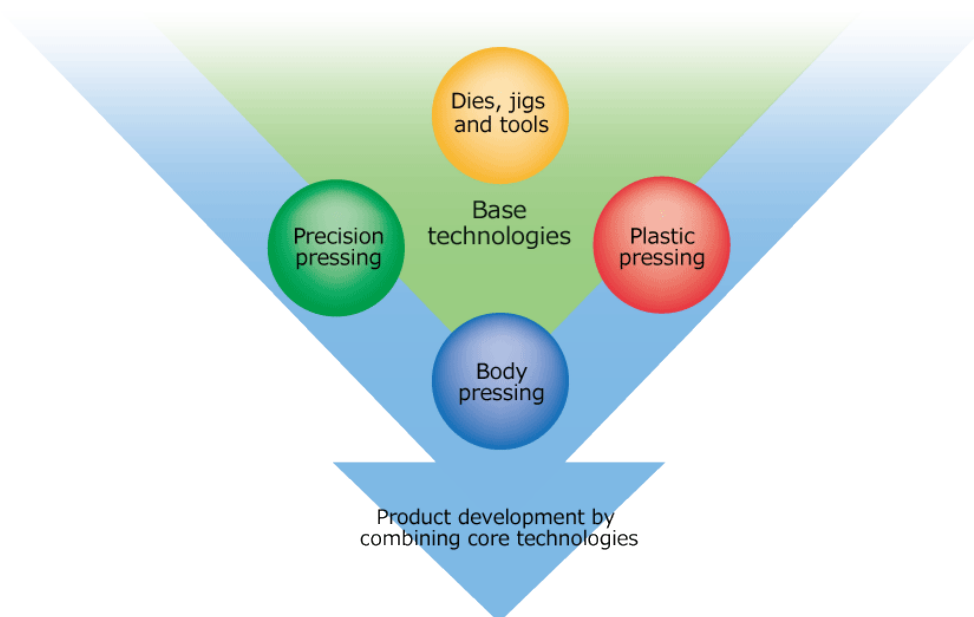 Dies, jigs
and tools
Base
technologies
Precision
pressing
Plastic
pressing
Body
pressing
Product development by
combining core technologies